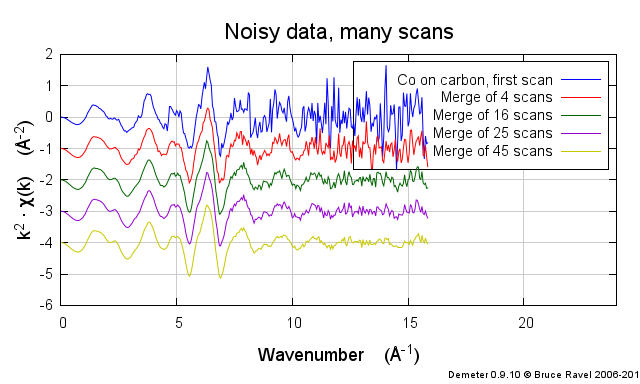 Noisy data, many scans
2
1
0
-1
-2
-3
-4
-5
-6
k² · χ(k) (Å⁻²)
Co on carbon, first scan
Merge of 4 scans
Merge of 16 scans
Merge of 25 scans
Merge of 45 scans
0 5 10 15 20
Wavenumber (Å⁻¹)
Demeter 0.9.10 © Bruce Ravel 2006-201